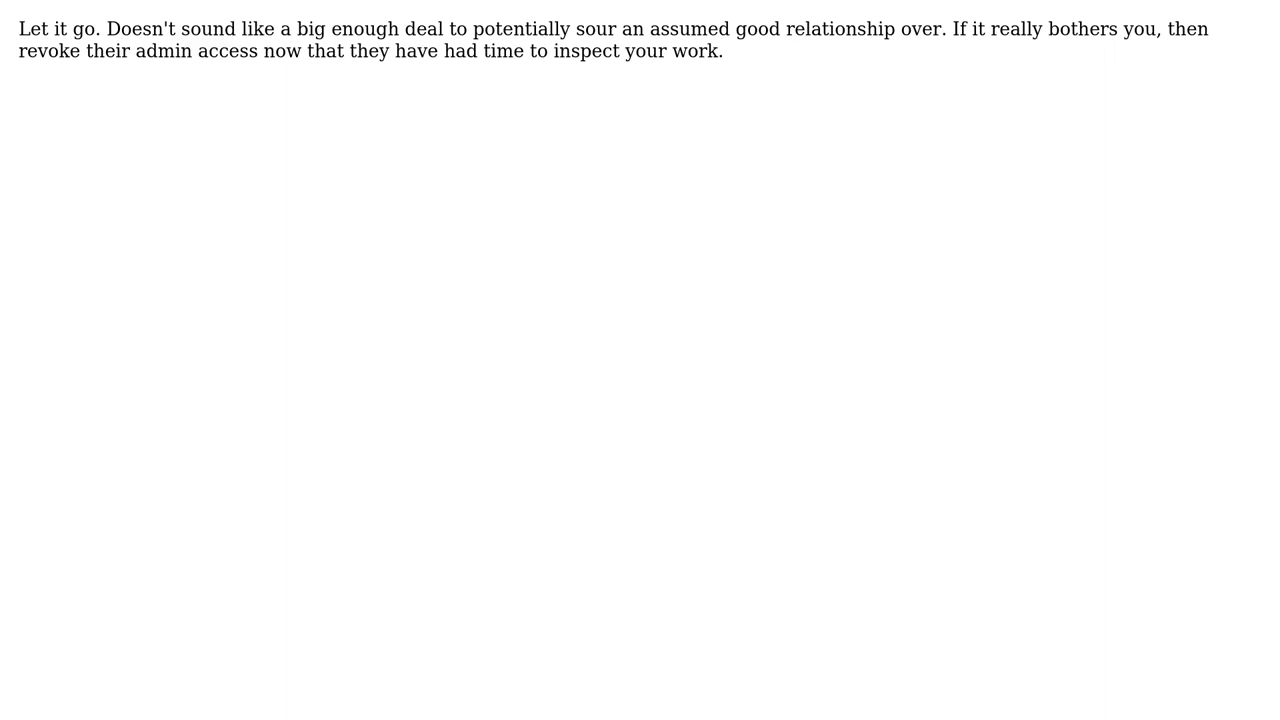 Let it go. Doesn't sound like a big enough deal to potentially sour an assumed good relationship over. If it really bothers you, then
revoke their admin access now that they have had time to inspect your work.